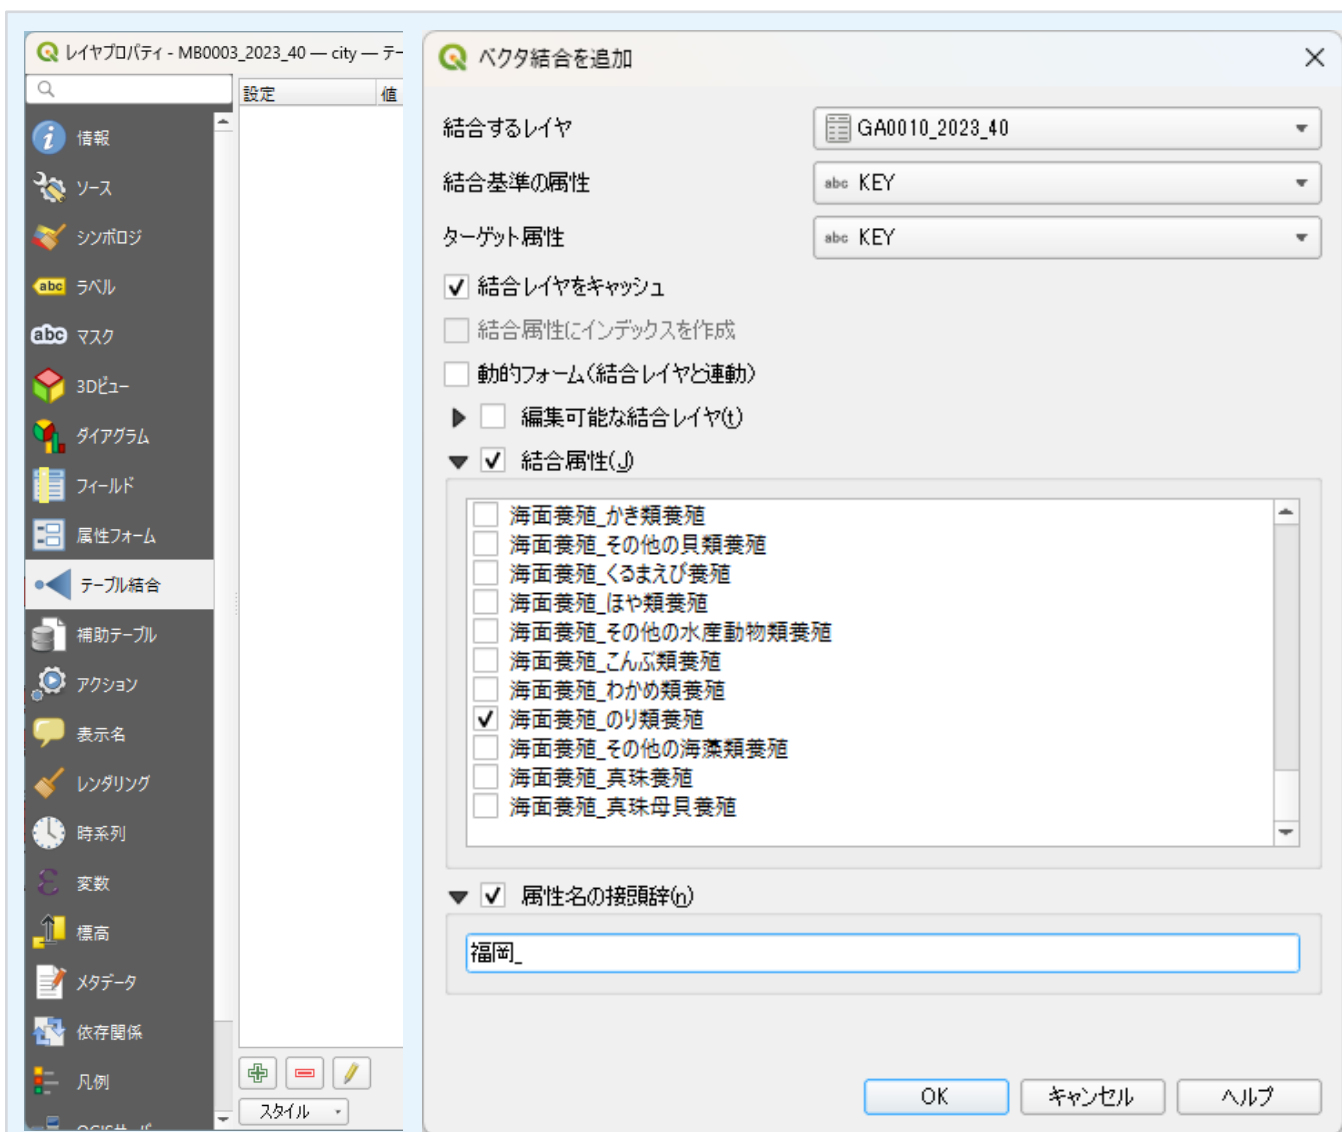 レイヤプロパティ - MB0003_2023_40 — city — テー
設定
値
情報
ソース
シンボロジ
abc
ラベル
abc
マスク
3Dビュー
ダイアグラム
フィールド
属性フォーム
テーブル結合
補助テーブル
アクション
表示名
レンダリング
時系列
変数
標高
メタデータ
依存関係
凡例
スタイル
ベクタ結合を追加
結合するレイヤ
GA0010_2023_40
結合基準の属性
abc KEY
ターゲット属性
abc KEY
結合レイヤをキャッシュ
結合属性にインデックスを作成
動的フォーム(結合レイヤと連動)
編集可能な結合レイヤ(t)
結合属性(J)
海面養殖_かき類養殖
海面養殖_その他の貝類養殖
海面養殖_くるまえび養殖
海面養殖_ほや類養殖
海面養殖_その他の水産動物類養殖
海面養殖_こんぶ類養殖
海面養殖_わかめ類養殖
海面養殖_のり類養殖
海面養殖_その他の海藻類養殖
海面養殖_真珠養殖
海面養殖_真珠母貝養殖
属性名の接頭辞(n)
福岡_
OK
キャンセル
ヘルプ